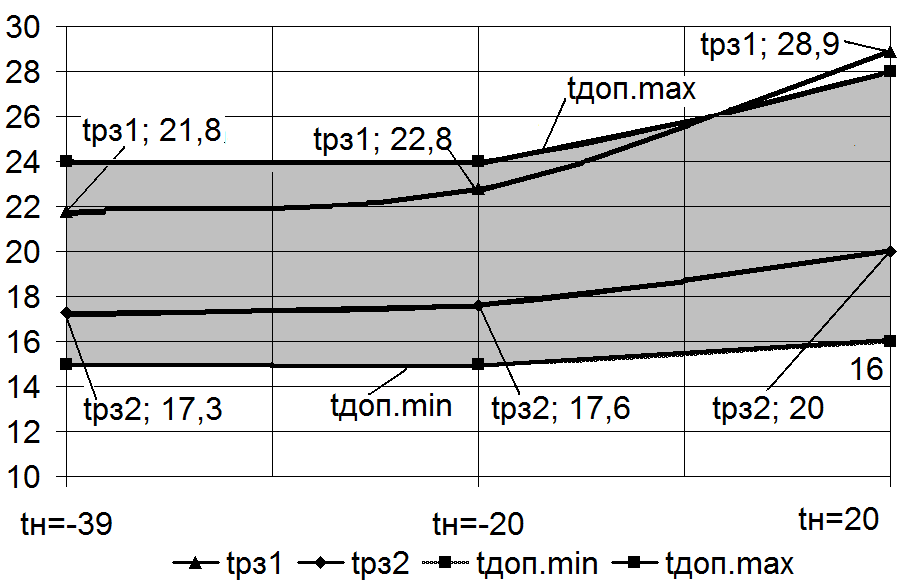 30
28
26
24
22
20
18
16
14
12
10
tрз1; 28,9
tдоп.max
tрз1; 21,8
tрз1; 22,8
16
tрз2; 17,3
tдоп.min
tрз2; 17,6
tрз2; 20
tн=-39
tн=-20
tн=20
tрз1 tрз2 tдоп.min tдоп.max